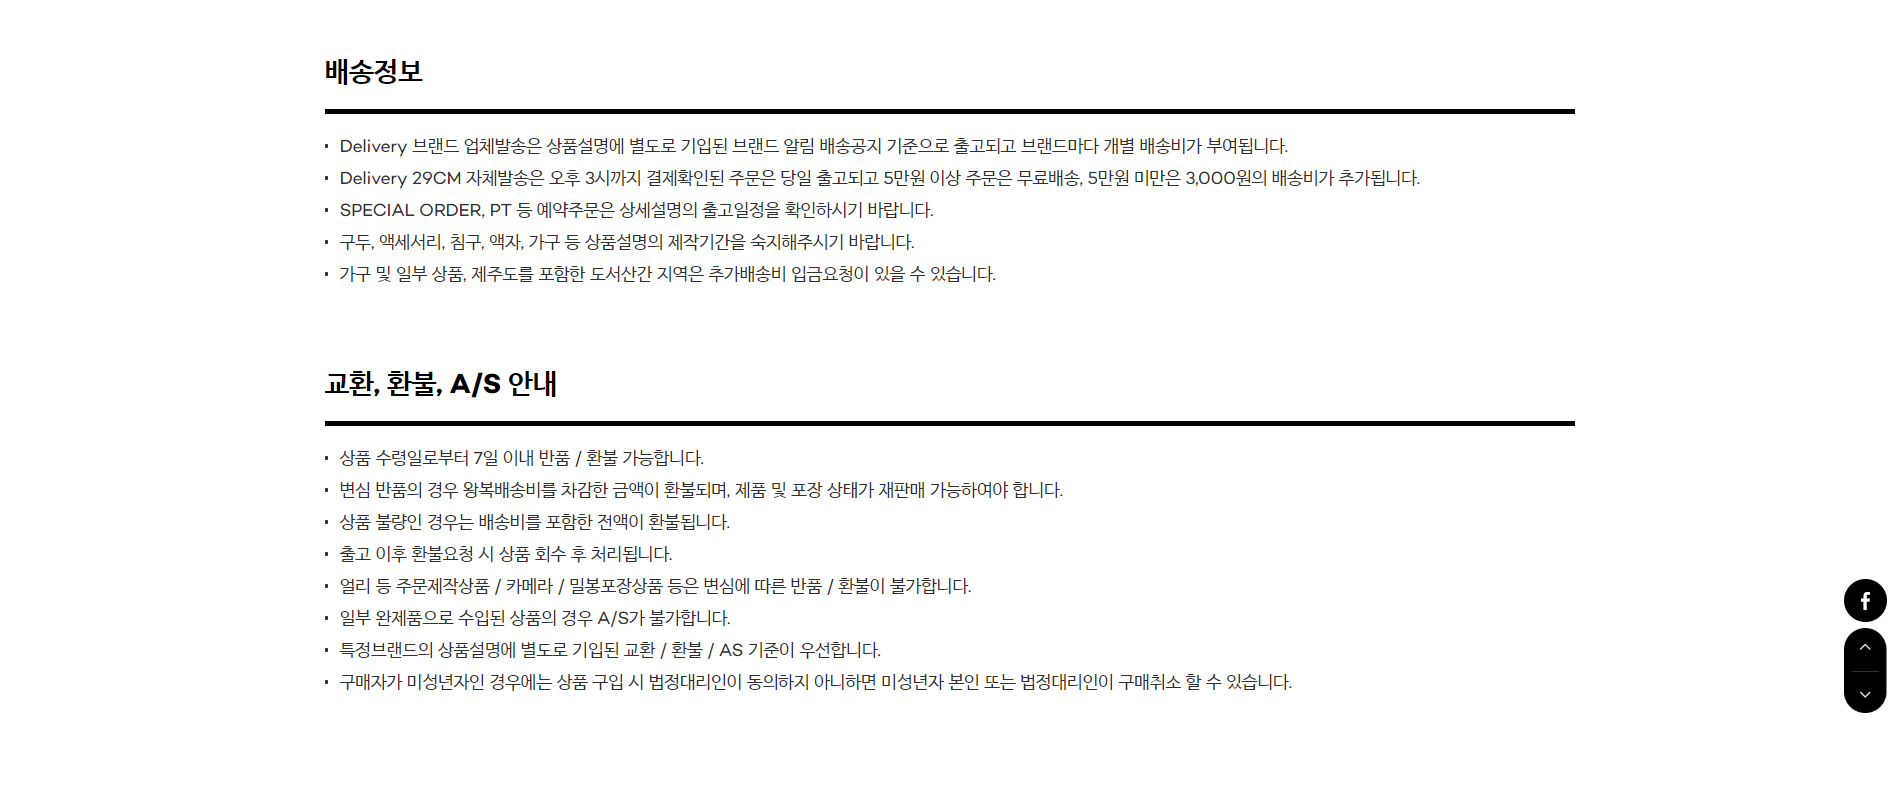 배송정보
• Delivery 브랜드 업체발송은 상품설명에 별도로 기입된 브랜드 알림 배송공지 기준으로 출고되고 브랜드마다 개별 배송비가 부여됩니다.
• Delivery 29CM 자체발송은 오후 3시까지 결제확인된 주문은 당일 출고되고 5만원 이상 주문은 무료배송, 5만원 미만은 3,000원의 배송비가 추가됩니다.
• SPECIAL ORDER, PT 등 예약주문은 상세설명의 출고일정을 확인하시기 바랍니다.
• 구두, 액세서리, 침구, 액자, 가구 등 상품설명의 제작기간을 숙지해주시기 바랍니다.
• 가구 및 일부 상품, 제주도를 포함한 도서산간 지역은 추가배송비 입금요청이 있을 수 있습니다.
교환, 환불, A/S 안내
• 상품 수령일로부터 7일 이내 반품 / 환불 가능합니다.
• 변심 반품의 경우 왕복배송비를 차감한 금액이 환불되며, 제품 및 포장 상태가 재판매 가능하여야 합니다.
• 상품 불량인 경우는 배송비를 포함한 전액이 환불됩니다.
• 출고 이후 환불요청 시 상품 회수 후 처리됩니다.
• 얼리 등 주문제작상품 / 카메라 / 밀봉포장상품 등은 변심에 따른 반품 / 환불이 불가합니다.
• 일부 완제품으로 수입된 상품의 경우 A/S가 불가합니다.
• 특정브랜드의 상품설명에 별도로 기입된 교환 / 환불 / AS 기준이 우선합니다.
• 구매자가 미성년자인 경우에는 상품 구입 시 법정대리인이 동의하지 아니하면 미성년자 본인 또는 법정대리인이 구매취소 할 수 있습니다.